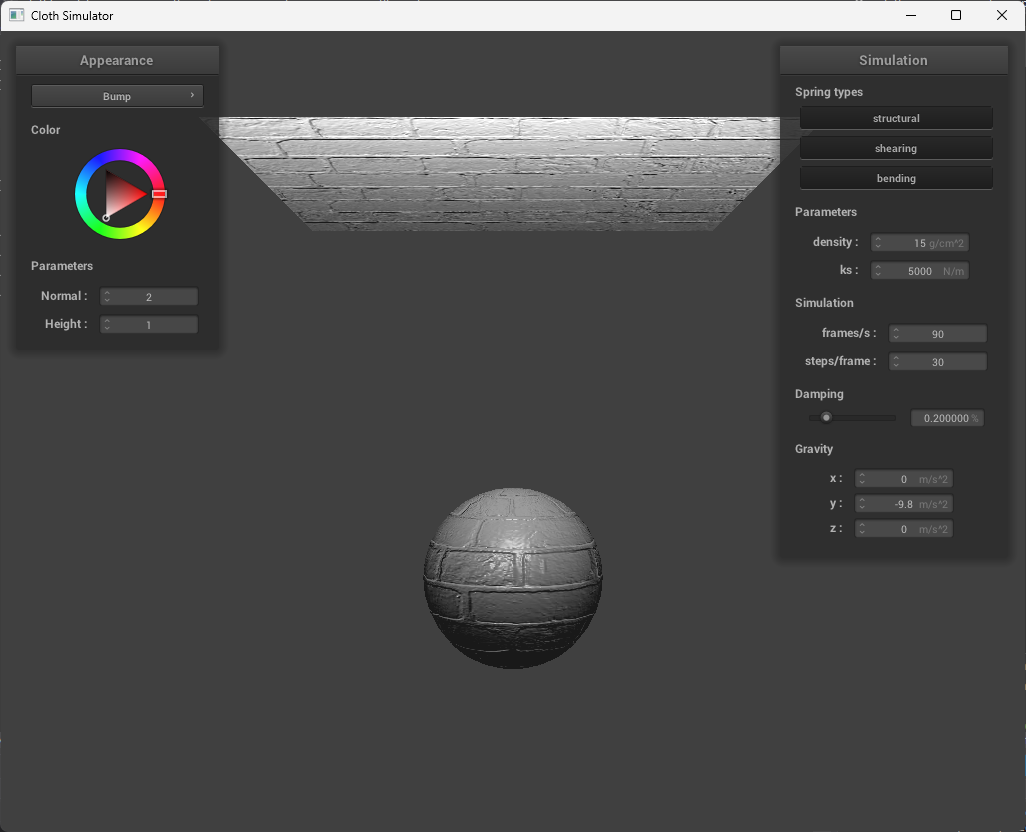 Cloth Simulator
Appearance
Bump
Color
Parameters
Normal : 2
Height : 1
Simulation
Spring types
structural
shearing
bending
Parameters
density : 15 g/cm^2
ks : 5000 N/m
Simulation
frames/s : 90
steps/frame : 30
Damping
0.200000 %
Gravity
x : 0 m/s^2
y : -9.8 m/s^2
z : 0 m/s^2